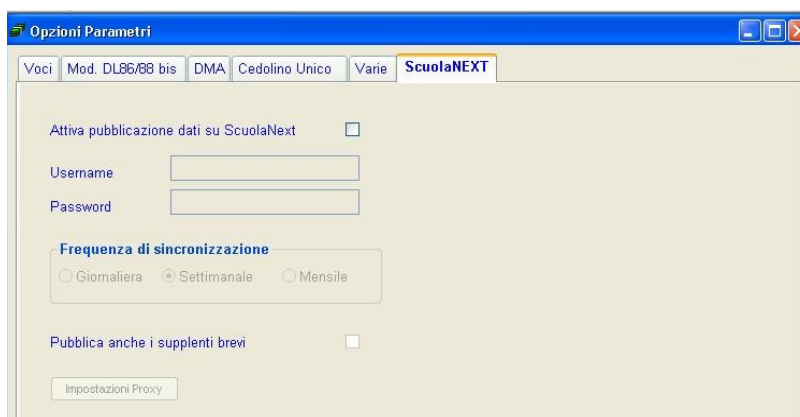 Opzioni Parametri
Voci Mod. DL86/88 bis DMA Cedolino Unico Varie ScuolaNEXT
Attiva pubblicazione dati su ScuolaNext
Username
Password
Frequenza di sincronizzazione
Giornaliera Settimanale Mensile
Pubblica anche i supplenti brevi
Impostazioni Proxy